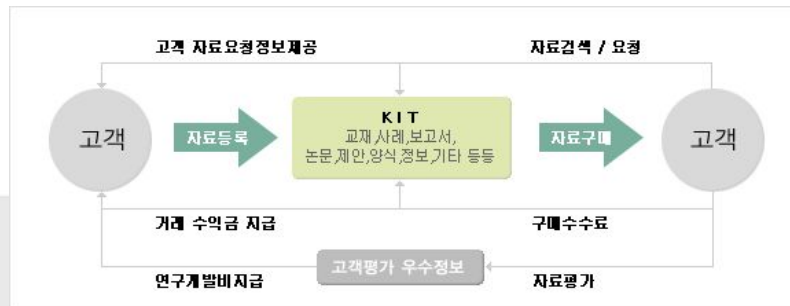 고객 자료요청정보제공
자료검색 / 요청
고객
자료등록
KIT
교재,사례,보고서,
논문,제안,양식,정보,기타 등등
자료구매
고객
거래 수익금 지급
구매수수료
고객평가 우수정보
연구개발비지급
자료평가